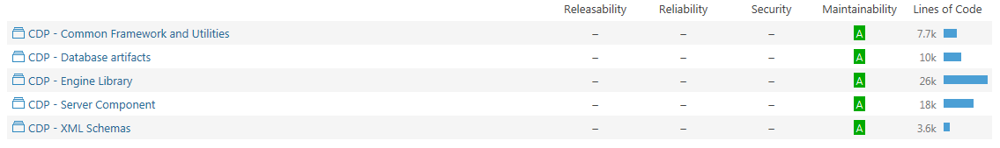 Releasability Reliability Security Maintainability Lines of Code
CDP - Common Framework and Utilities – – – A 7.7k
CDP - Database artifacts – – – A 10k
CDP - Engine Library – – – A 26k
CDP - Server Component – – – A 18k
CDP - XML Schemas – – – A 3.6k